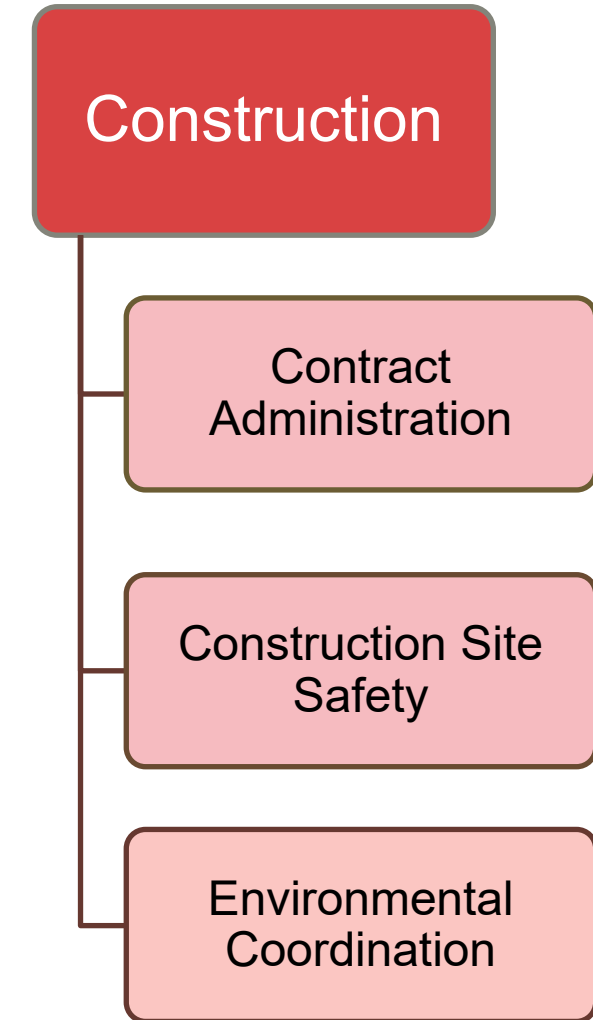 Construction
Contract
Administration
Construction Site
Safety
Environmental
Coordination